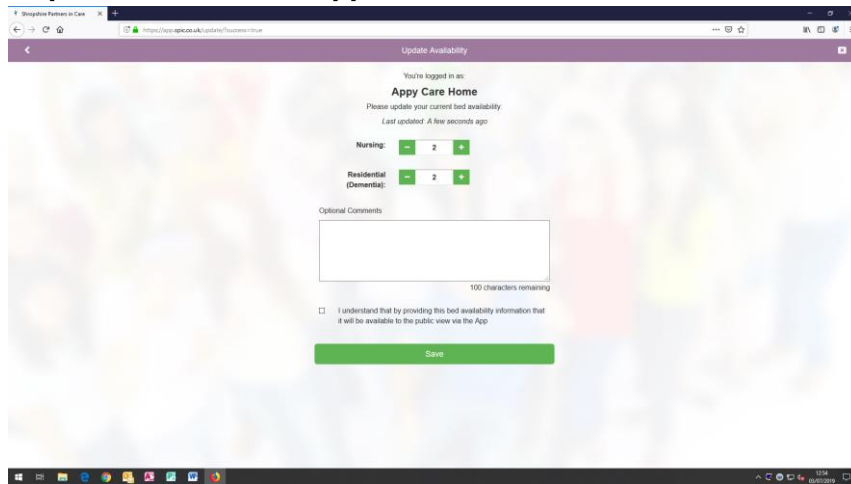 Shropshire Partners in Care
https://app.spic.co.uk/update/?success=true
Update Availability
You're logged in as:
Appy Care Home
Please update your current bed availability:
Last updated: A few seconds ago
Nursing:
2
Residential
(Dementia):
2
Optional Comments
100 characters remaining
I understand that by providing this bed availability information that
it will be available to the public view via the App
Save
12:54
03/07/2019